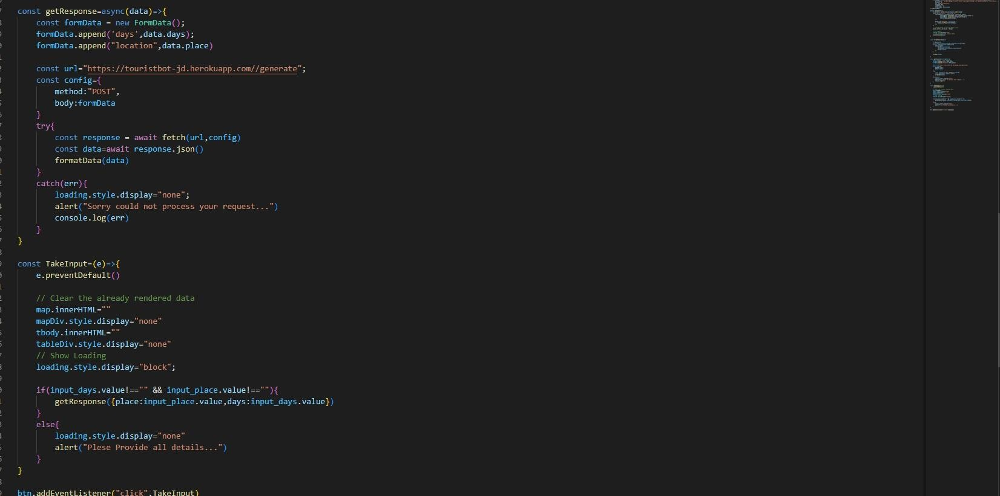 const getResponse=async(data)=>{
const formData = new FormData();
formData.append('days',data.days);
formData.append("location",data.place)
const url="https://touristbot-jd.herokuapp.com//generate";
const config={
method:"POST",
body:formData
}
try{
const response = await fetch(url,config)
const data=await response.json()
formatData(data)
}
catch(err){
loading.style.display="none";
alert("Sorry could not process your request...")
console.log(err)
}
}
const TakeInput=(e)=>{
e.preventDefault()
// Clear the already rendered data
map.innerHTML=""
mapDiv.style.display="none"
tbody.innerHTML=""
tableDiv.style.display="none"
// Show Loading
loading.style.display="block";
if(input_days.value!=="" && input_place.value!==""){
getResponse({place:input_place.value,days:input_days.value})
}
else{
loading.style.display="none"
alert("Plese Provide all details...")
}
}
btn.addEventListener("click",TakeInput)